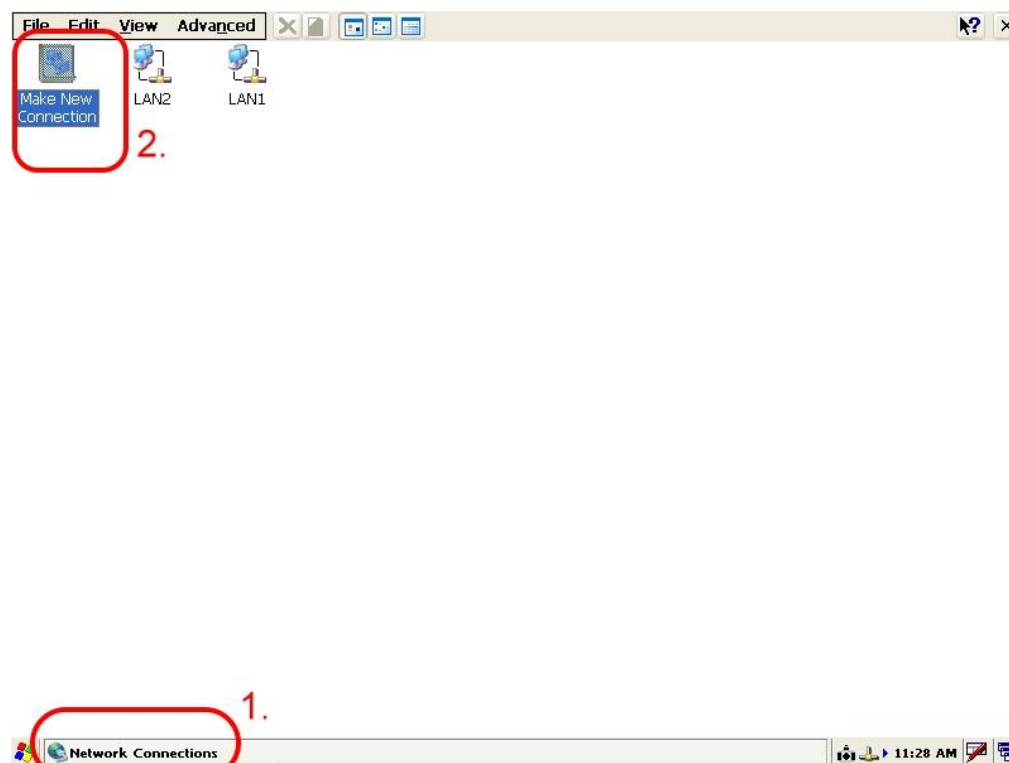 File Edit View Advanced
?
Make New
Connection
LAN2
LAN1
2.
1.
Network Connections
11:28 AM